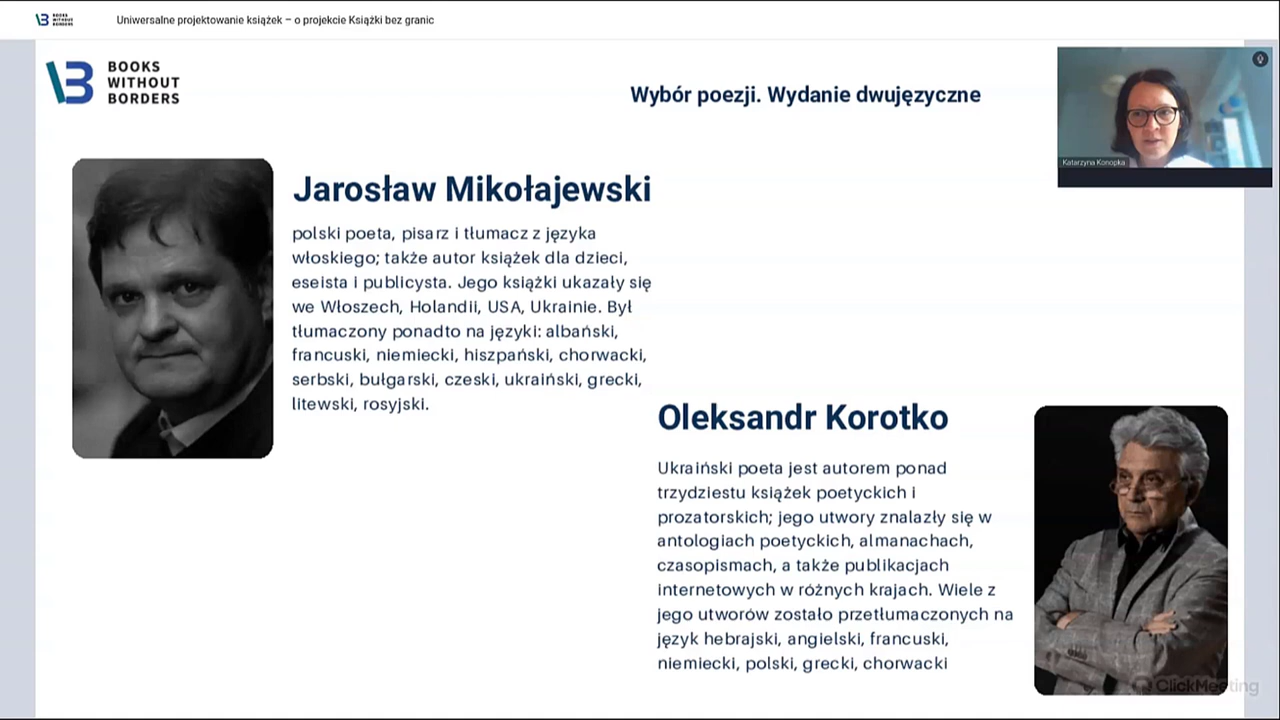 BOOKS
WITHOUT
BORDERS
Uniwersalne projektowanie książek – o projekcie Książki bez granic
BOOKS
WITHOUT
BORDERS
Wybór poezji. Wydanie dwujęzyczne
Katarzyna Konopka
Jarosław Mikołajewski
polski poeta, pisarz i tłumacz z języka
włoskiego; także autor książek dla dzieci,
eseista i publicysta. Jego książki ukazały się
we Włoszech, Holandii, USA, Ukrainie. Był
tłumaczony ponadto na języki: albański,
francuski, niemiecki, hiszpański, chorwacki,
serbski, bułgarski, czeski, ukraiński, grecki,
litewski, rosyjski.
Oleksandr Korotko
Ukraiński poeta jest autorem ponad
trzydziestu książek poetyckich i
prozatorskich; jego utwory znalazły się w
antologiach poetyckich, almanachach,
czasopismach, a także publikacjach
internetowych w różnych krajach. Wiele z
jego utworów zostało przetłumaczonych na
język hebrajski, angielski, francuski,
niemiecki, polski, grecki, chorwacki
ClickMeeting